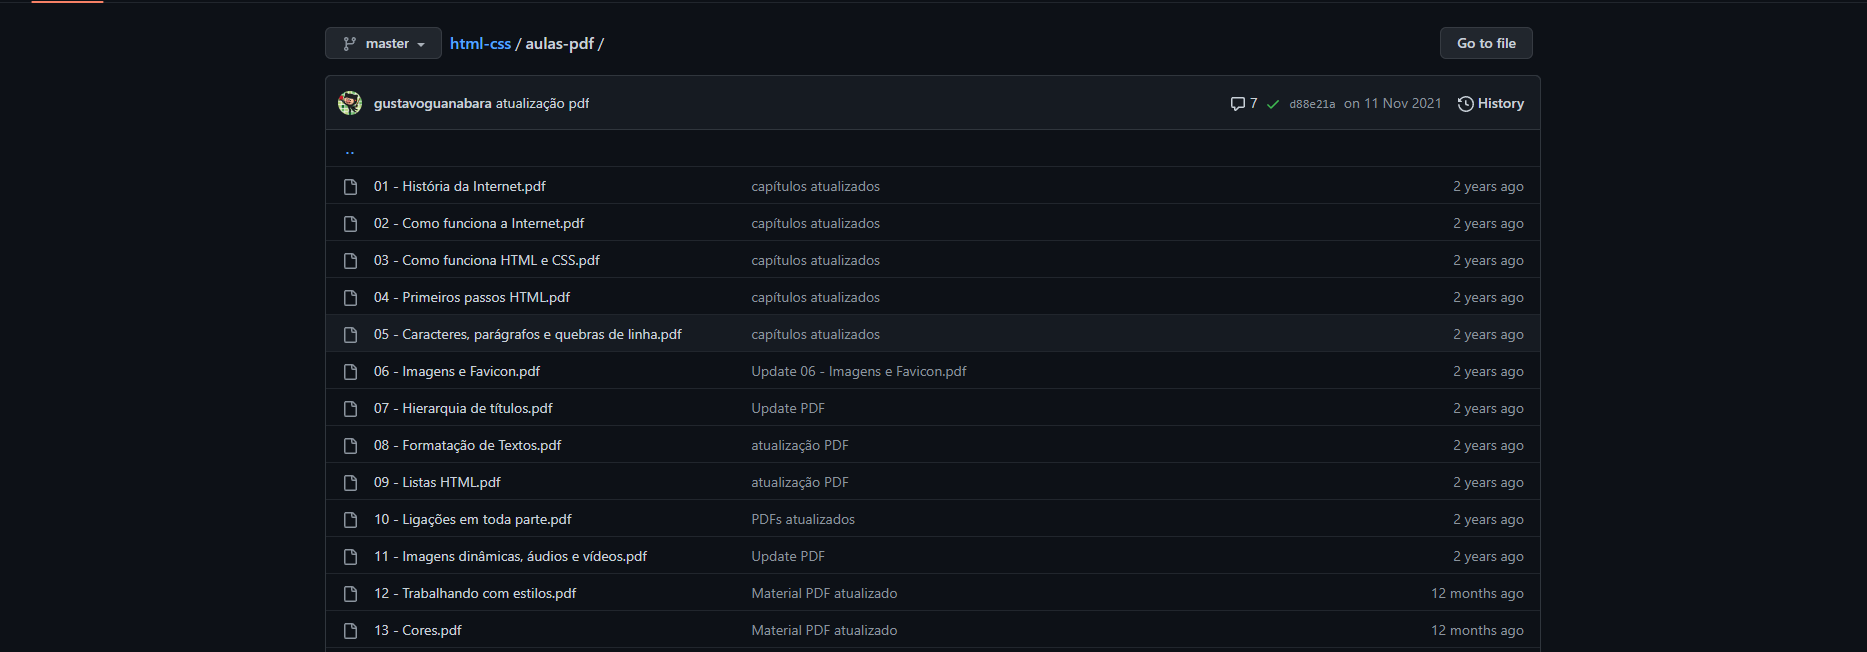 master html-css / aulas-pdf / Go to file
gustavoguanabara atualização pdf 7 d88e21a on 11 Nov 2021 History
..
01 - História da Internet.pdf capítulos atualizados 2 years ago
02 - Como funciona a Internet.pdf capítulos atualizados 2 years ago
03 - Como funciona HTML e CSS.pdf capítulos atualizados 2 years ago
04 - Primeiros passos HTML.pdf capítulos atualizados 2 years ago
05 - Caracteres, parágrafos e quebras de linha.pdf capítulos atualizados 2 years ago
06 - Imagens e Favicon.pdf Update 06 - Imagens e Favicon.pdf 2 years ago
07 - Hierarquia de títulos.pdf Update PDF 2 years ago
08 - Formatação de Textos.pdf atualização PDF 2 years ago
09 - Listas HTML.pdf atualização PDF 2 years ago
10 - Ligações em toda parte.pdf PDFs atualizados 2 years ago
11 - Imagens dinâmicas, áudios e vídeos.pdf Update PDF 2 years ago
12 - Trabalhando com estilos.pdf Material PDF atualizado 12 months ago
13 - Cores.pdf Material PDF atualizado 12 months ago